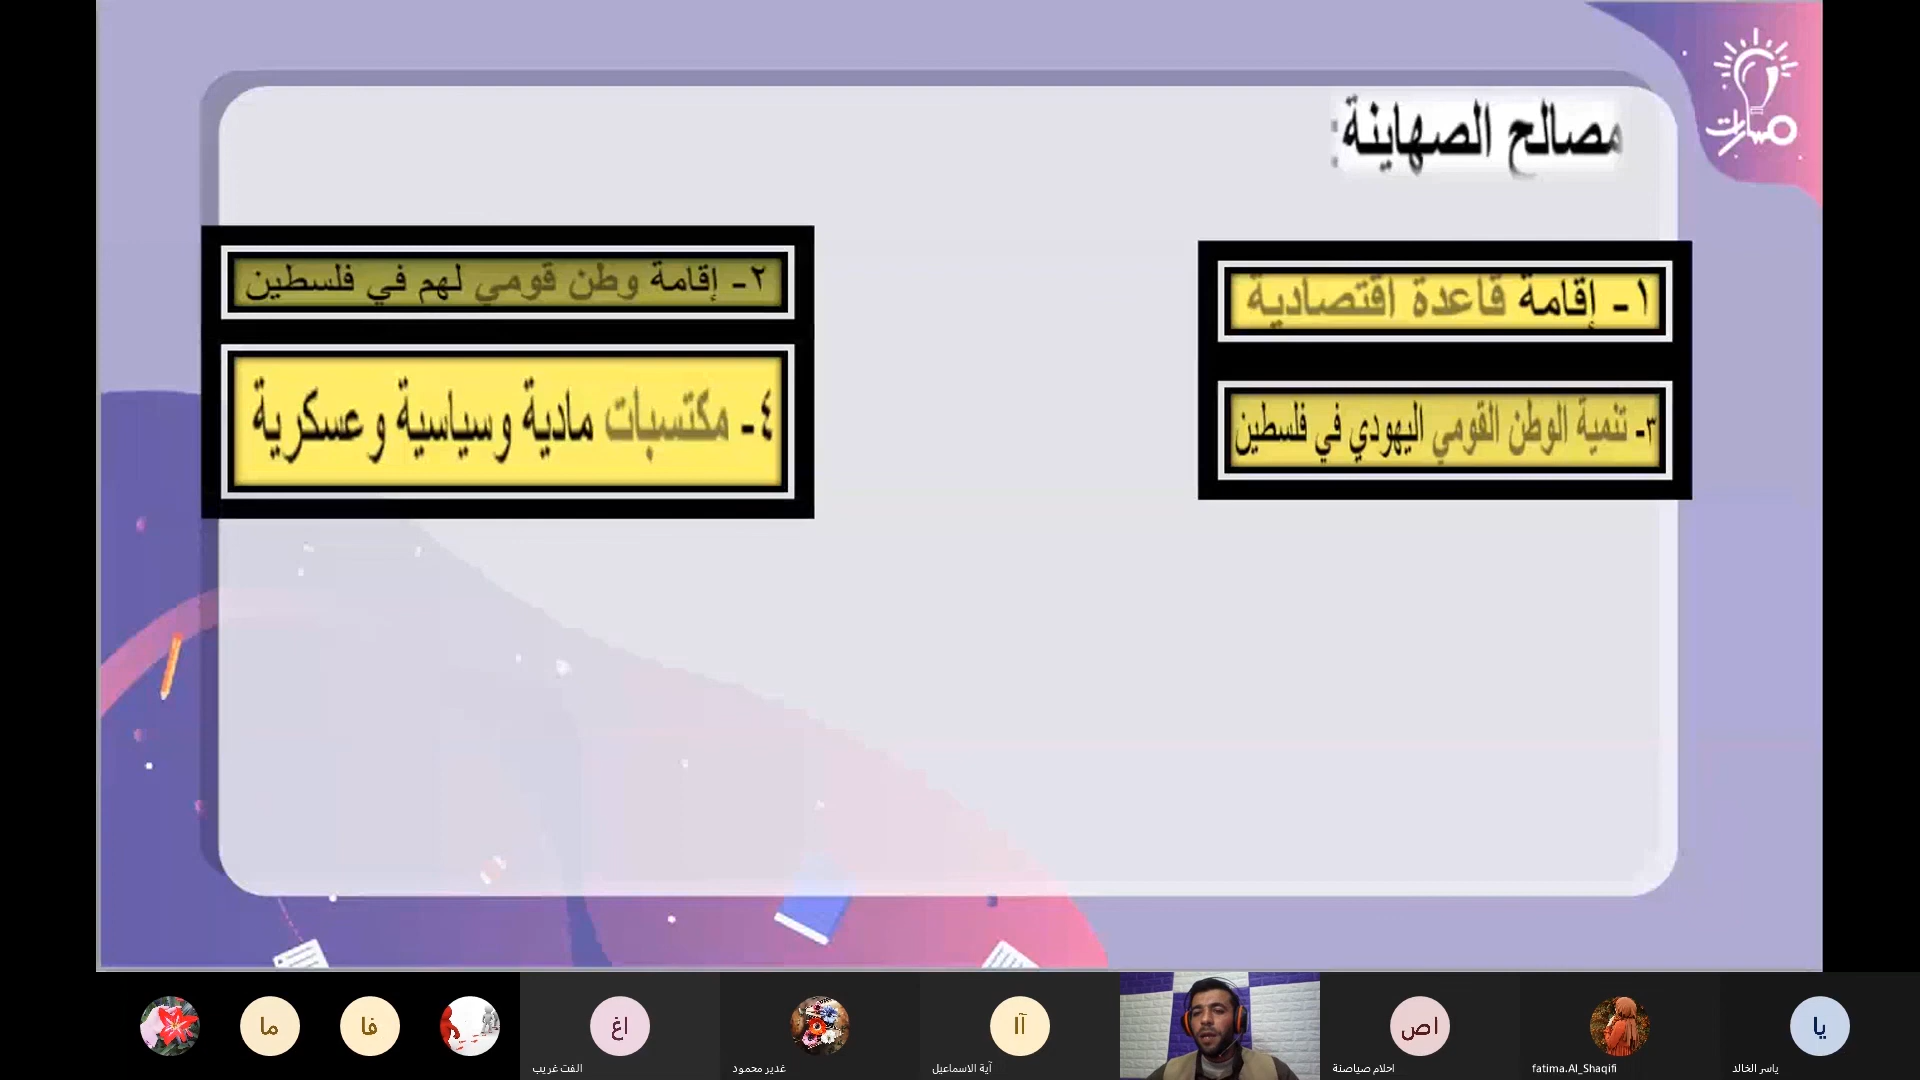 مسارات
مصالح الصهاينة:
١- إقامة قاعدة اقتصادية
٢- إقامة وطن قومي لهم في فلسطين
٣- تنمية الوطن القومي اليهودي في فلسطين
٤- مكتسبات مادية وسياسية وعسكرية
ما
فا
اغ
آا
اص
يا
الفت غريب
غدير محمود
آية الاسماعيل
احلام صياصنة
fatima.Al_Shaqifi
ياسر الخالد